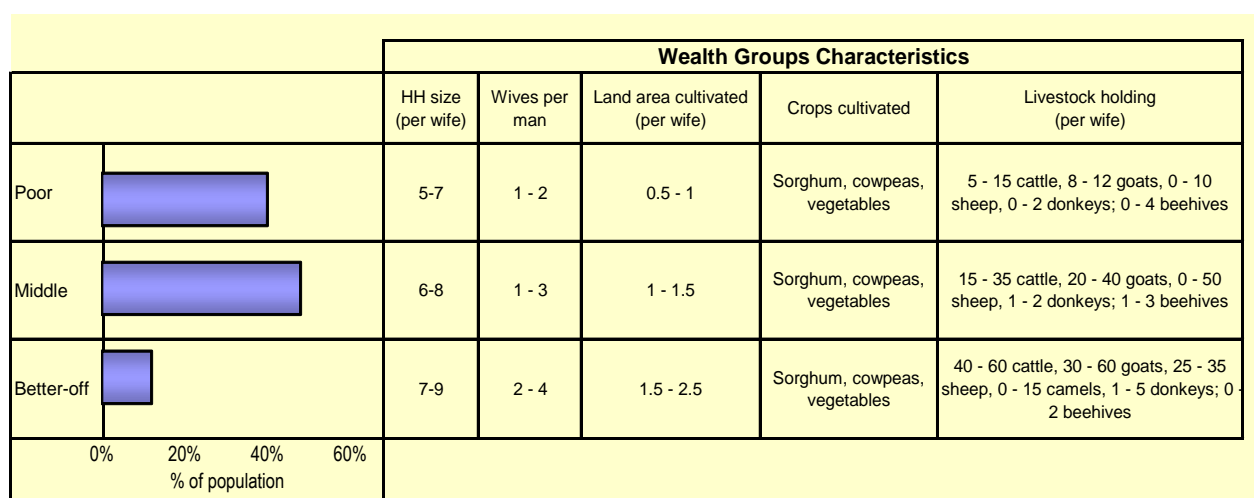 Wealth Groups Characteristics
HH size
(per wife)
Wives per
man
Land area cultivated
(per wife)
Crops cultivated
Livestock holding
(per wife)
Poor
5-7
1 - 2
0.5 - 1
Sorghum, cowpeas,
vegetables
5 - 15 cattle, 8 - 12 goats, 0 - 10
sheep, 0 - 2 donkeys; 0 - 4 beehives
Middle
6-8
1 - 3
1 - 1.5
Sorghum, cowpeas,
vegetables
15 - 35 cattle, 20 - 40 goats, 0 - 50
sheep, 1 - 2 donkeys; 1 - 3 beehives
Better-off
7-9
2 - 4
1.5 - 2.5
Sorghum, cowpeas,
vegetables
40 - 60 cattle, 30 - 60 goats, 25 - 35
sheep, 0 - 15 camels, 1 - 5 donkeys; 0 -
2 beehives
0% 20% 40% 60%
% of population